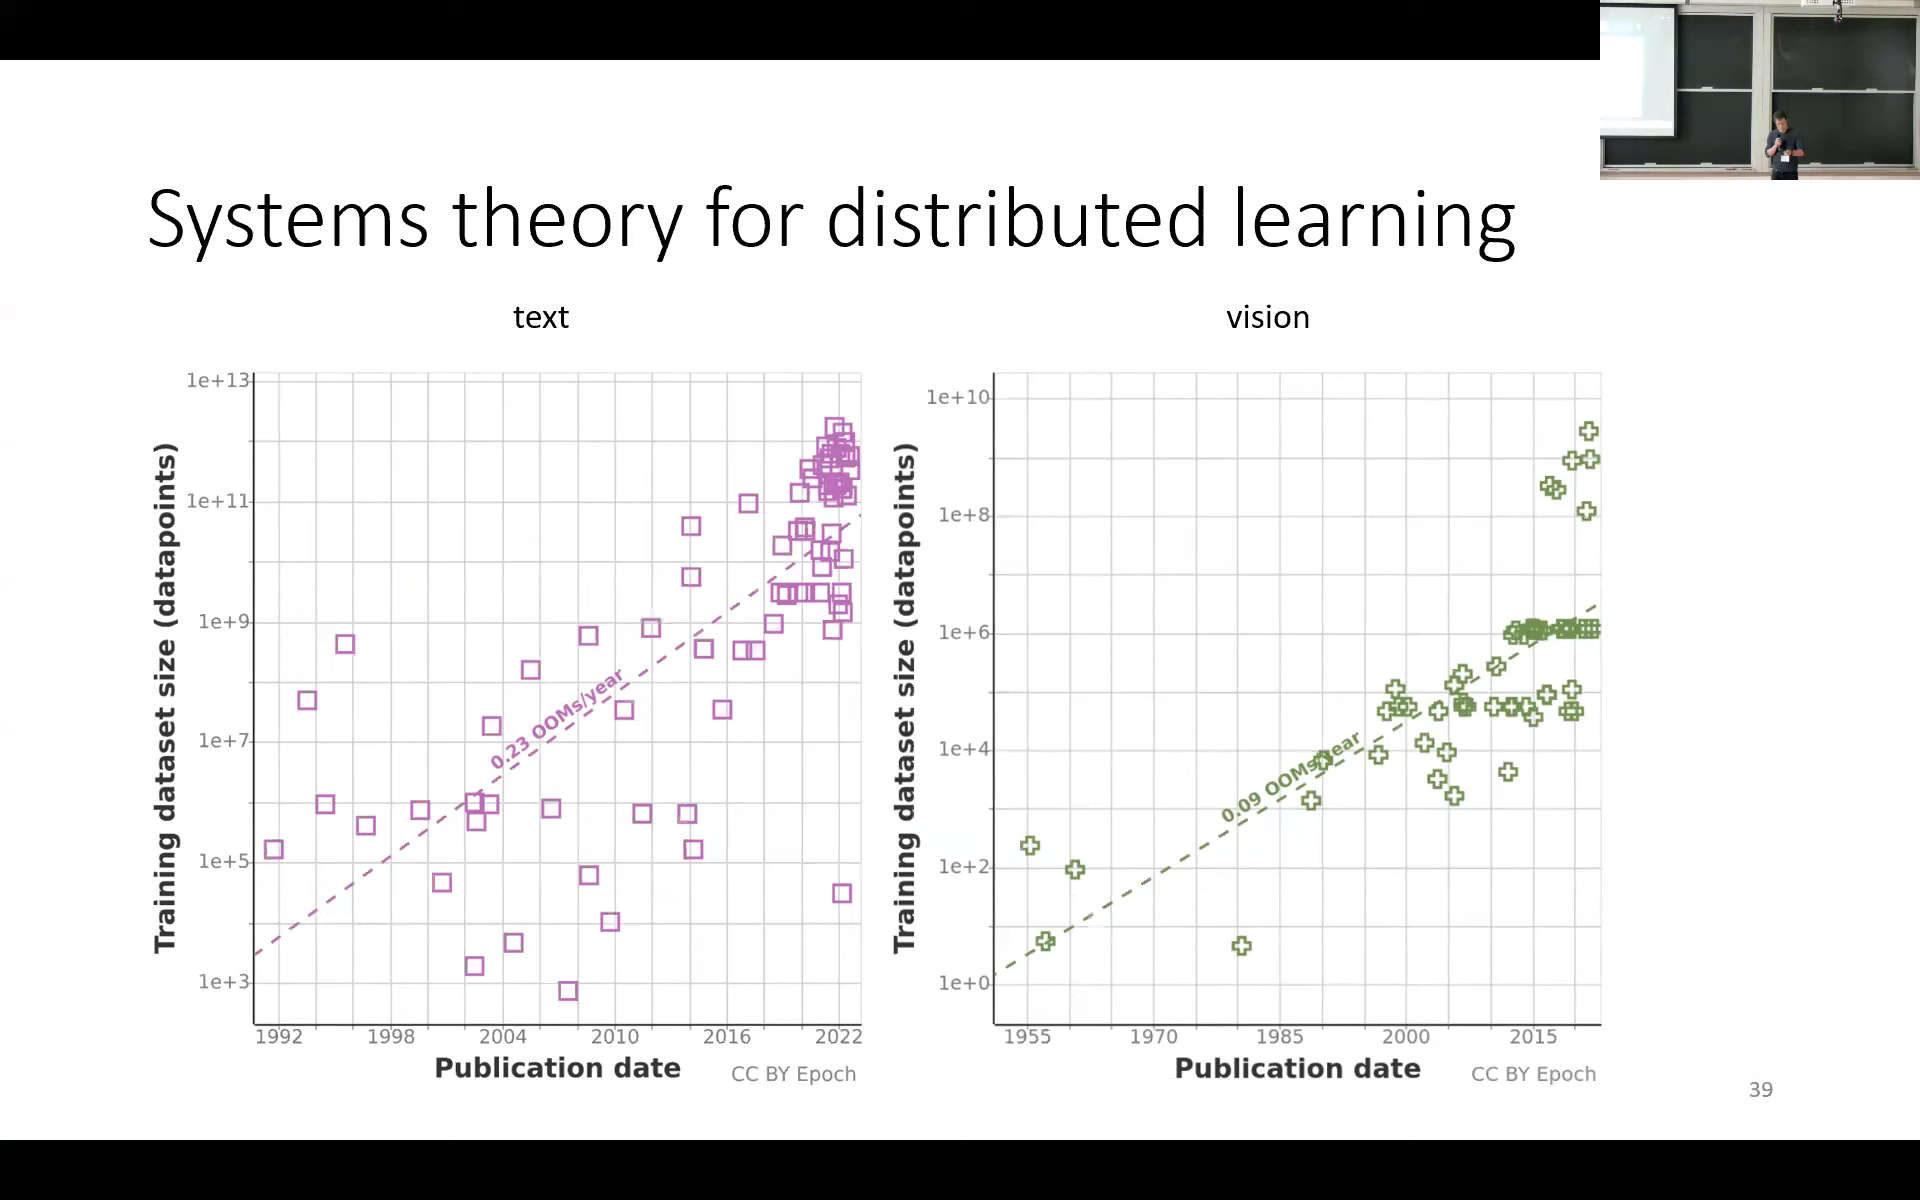 Systems theory for distributed learning
text
vision
Training dataset size (datapoints)
1e+13
1e+11
1e+9
1e+7
1e+5
1e+3
0.23 OOMs/year
1992 1998 2004 2010 2016 2022
Publication date
CC BY Epoch
Training dataset size (datapoints)
1e+10
1e+8
1e+6
1e+4
1e+2
1e+0
0.09 OOMs/year
1955 1970 1985 2000 2015
Publication date
CC BY Epoch
39